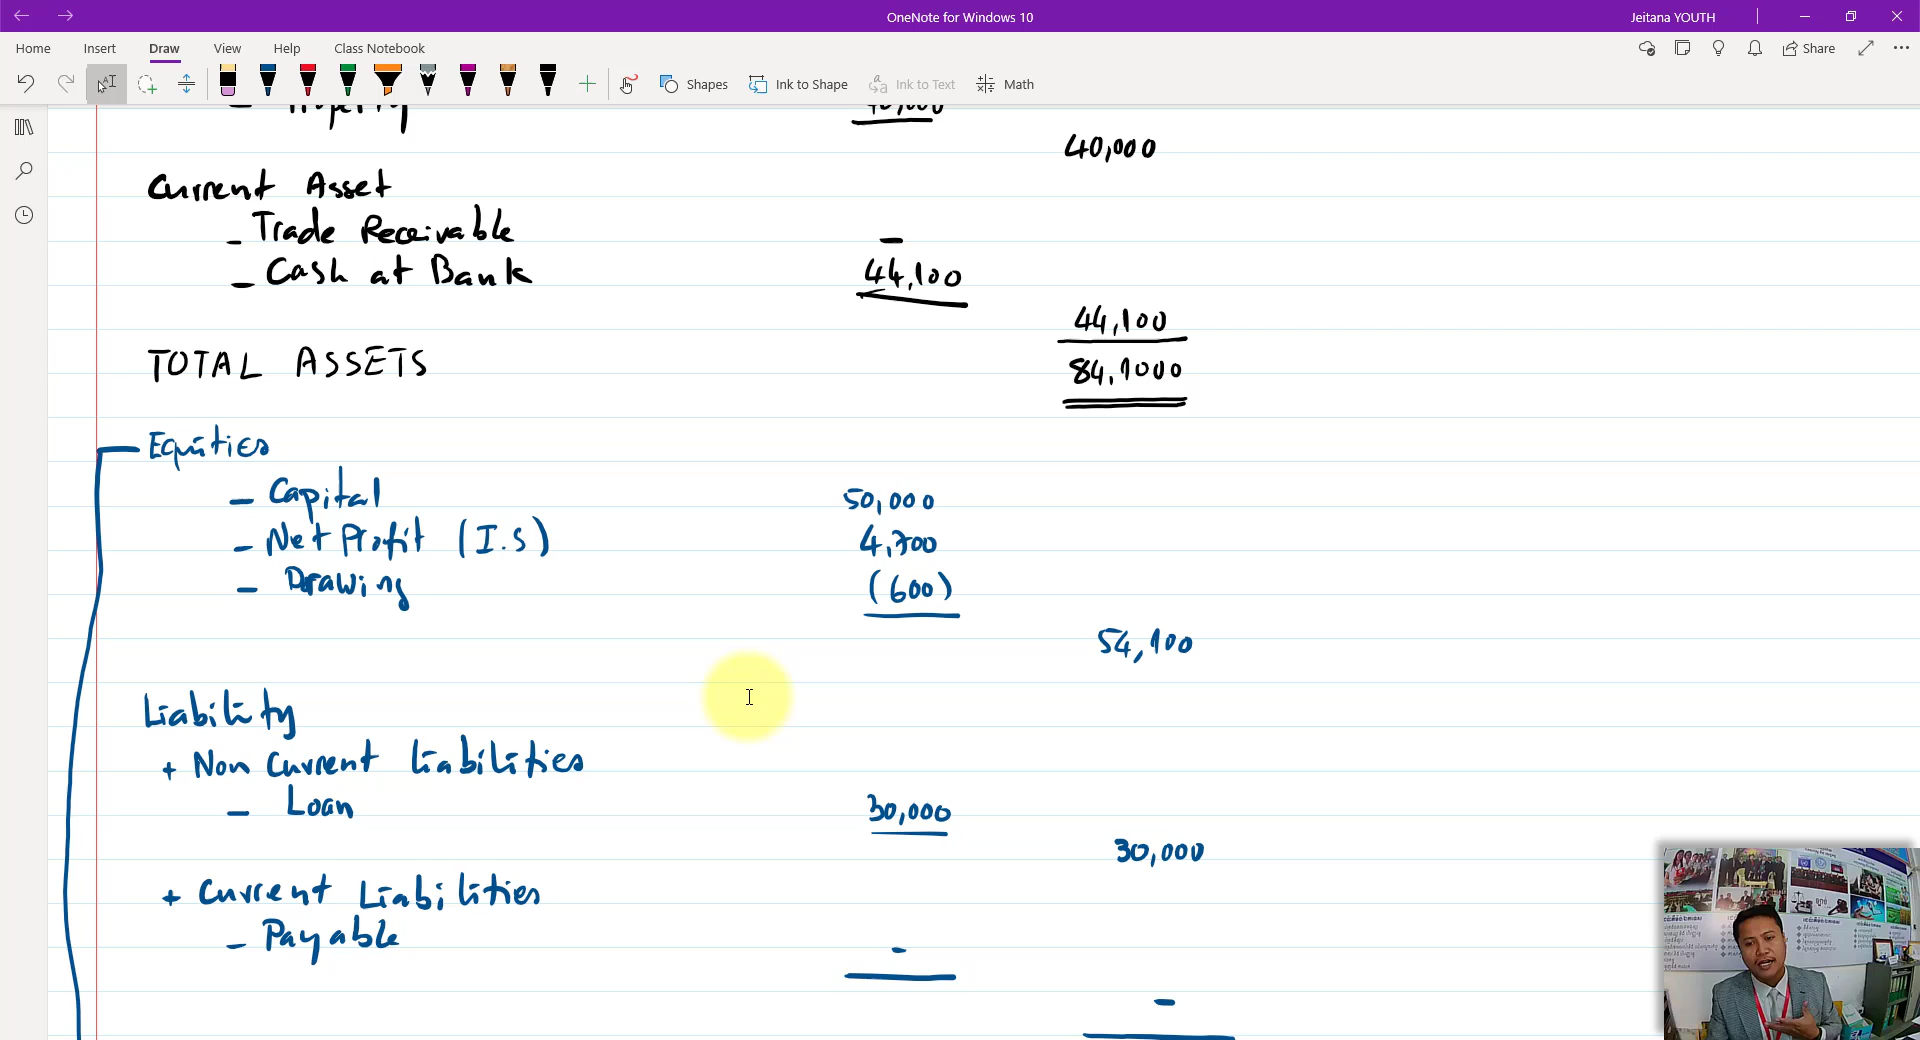 OneNote for Windows 10
Jeitana YOUTH
Home Insert Draw View Help Class Notebook
Share
Shapes Ink to Shape Ink to Text Math
- Property 40,000
40,000
Current Asset
- Trade Receivable -
- Cash at Bank 44,100
44,100
TOTAL ASSETS 84,1000
Equities
- Capital 50,000
- Net Profit (I.S) 4,700
- Drawing (600)
54,100
Liability
+ Non Current Liabilities
- Loan 30,000
30,000
+ Current Liabilities
- Payable -
-